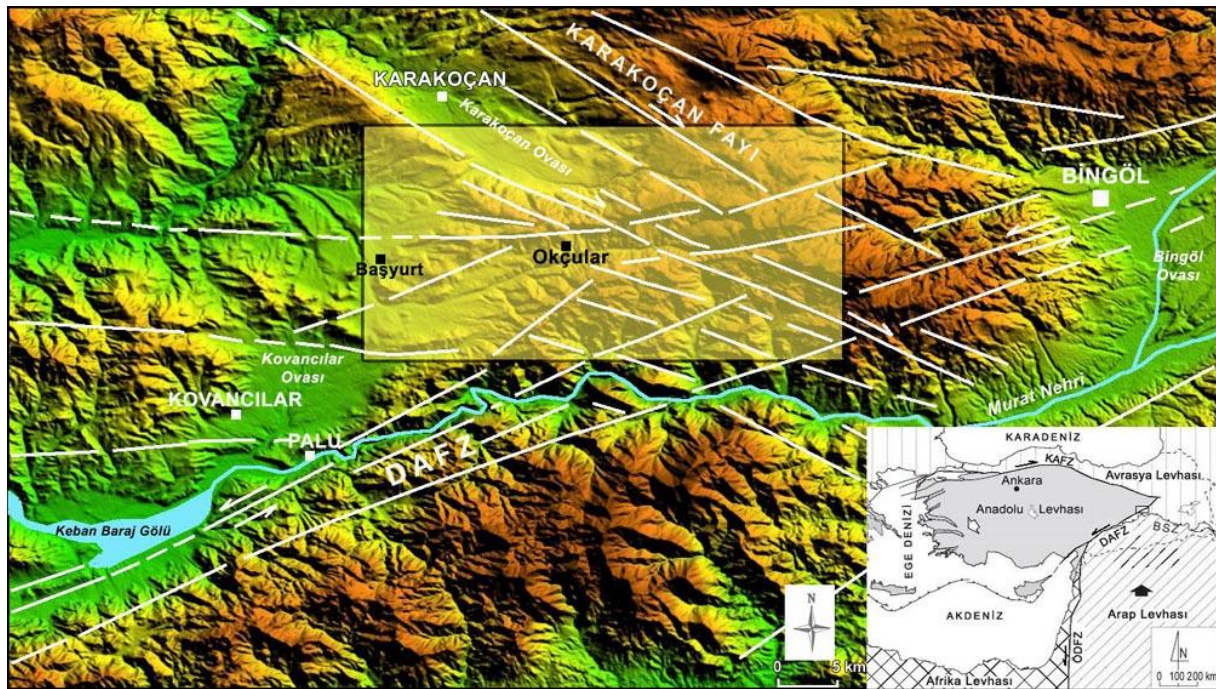 KARAKOÇAN
Karakoçan Ovası
KARAKOÇAN FAYI
BİNGÖL
Bingöl
Ovası
Okçular
Başyurt
Kovancılar
Ovası
KOVANCILAR
PALU
DAFZ
Murat Nehri
Keban Baraj Gölü
N
0 5 km
KARADENİZ
KAFZ
Avrasya Levhası
Ankara
Anadolu Levhası
EGE DENİZİ
DAFZ
BSZ
AKDENİZ
ÖDFZ
Arap Levhası
Afrika Levhası
N
0 100 200 km